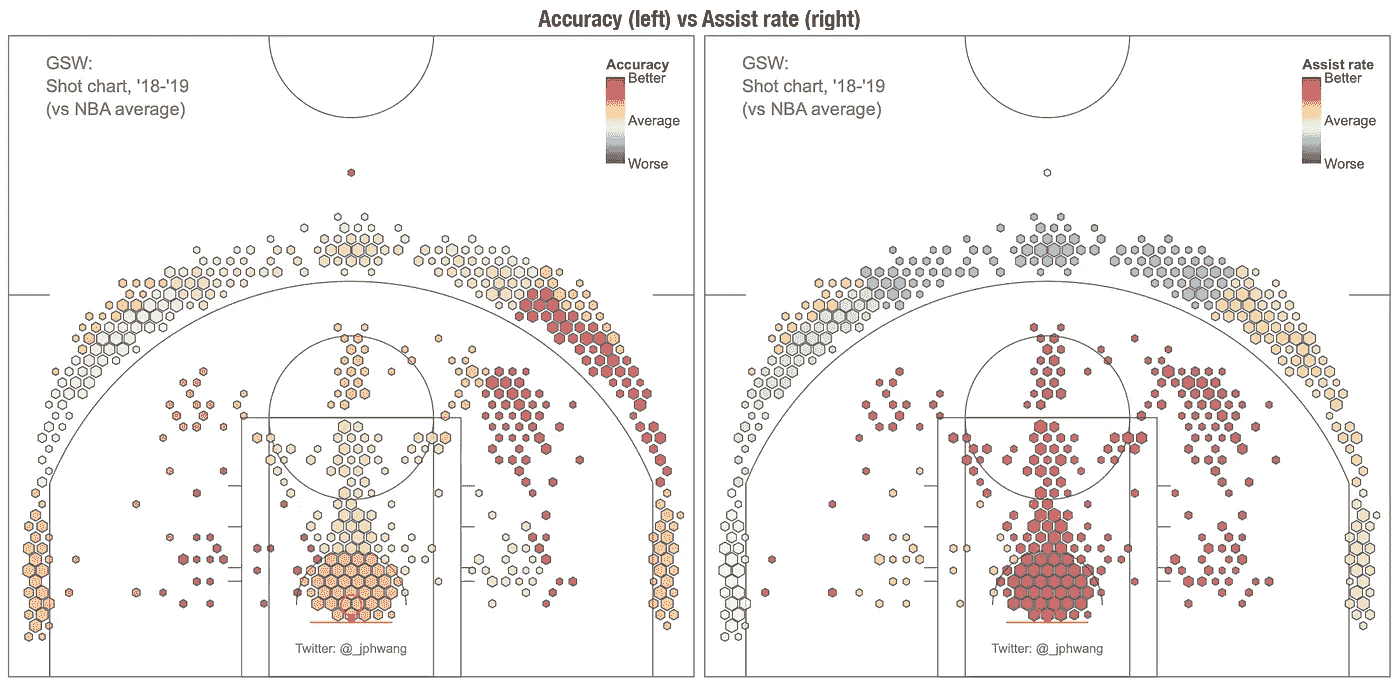 Accuracy (left) vs Assist rate (right)
GSW:
Shot chart, '18-'19
(vs NBA average)
Accuracy
Better
Average
Worse
Twitter: @_jphwang
GSW:
Shot chart, '18-'19
(vs NBA average)
Assist rate
Better
Average
Worse
Twitter: @_jphwang